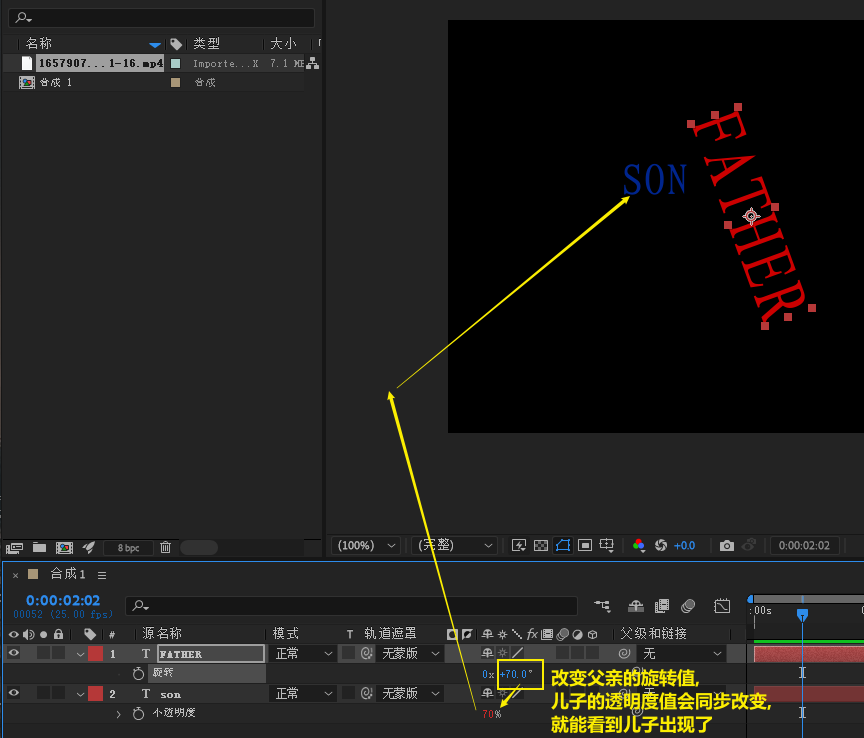 名称 类型 大小
1657907...1-16.mp4 Importe...X 7.1 ME
合成 1 合成
FATHER
SON
8 bpc
(100%) (完整) +0.0 0:00:02:02
× 合成1 ☰
0:00:02:02
00052 (25.00 fps)
:00s
# 源名称 模式 T 轨道遮罩 fx 父级和链接
1 T FATHER 正常 无蒙版 无
旋转 0x +70.0°
2 T son 正常 无蒙版 无
不透明度 70%
改变父亲的旋转值,
儿子的透明度值会同步改变,
就能看到儿子出现了